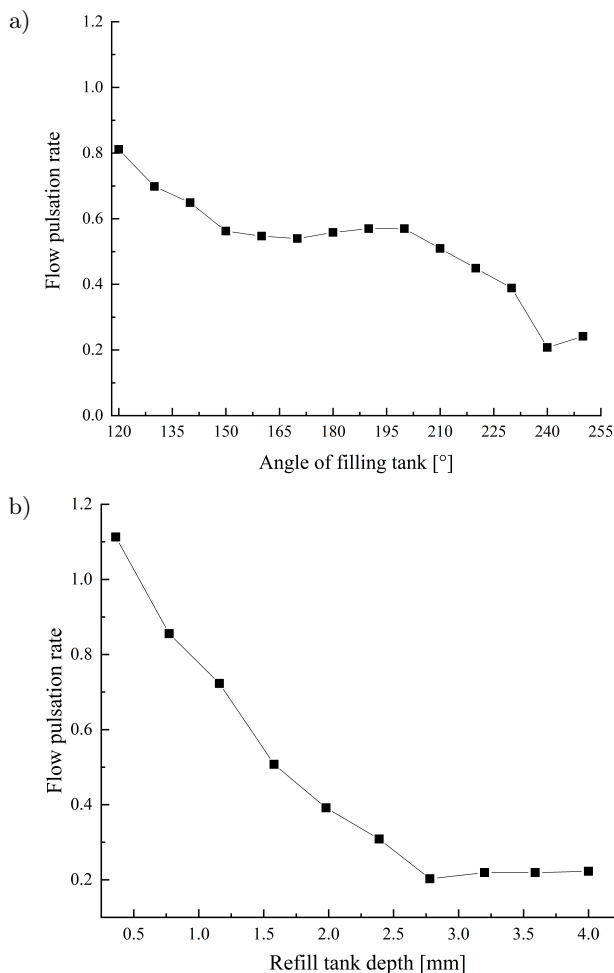 a)
1.2
1.0
0.8
0.6
0.4
0.2
0.0
Flow pulsation rate
120 135 150 165 180 195 210 225 240 255
Angle of filling tank [°]
b)
1.2
1.0
0.8
0.6
0.4
0.2
Flow pulsation rate
0.5 1.0 1.5 2.0 2.5 3.0 3.5 4.0
Refill tank depth [mm]